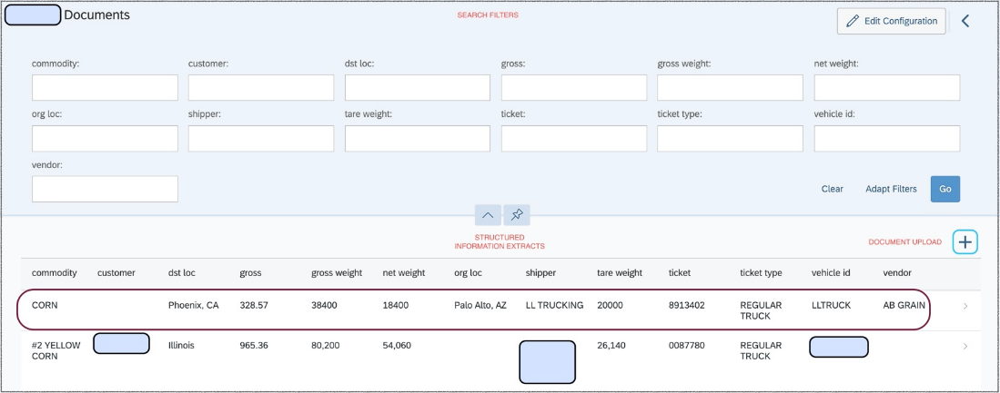 Documents
SEARCH FILTERS
Edit Configuration
commodity: customer: dst loc: gross: gross weight: net weight:
org loc: shipper: tare weight: ticket: ticket type: vehicle id:
vendor:
Clear Adapt Filters Go
STRUCTURED
INFORMATION EXTRACTS
DOCUMENT UPLOAD
commodity customer dst loc gross gross weight net weight org loc shipper tare weight ticket ticket type vehicle id vendor
CORN Phoenix, CA 328.57 38400 18400 Palo Alto, AZ LL TRUCKING 20000 8913402 REGULAR LLTRUCK AB GRAIN
TRUCK
#2 YELLOW Illinois 965.36 80,200 54,060 26,140 0087780 REGULAR
CORN TRUCK